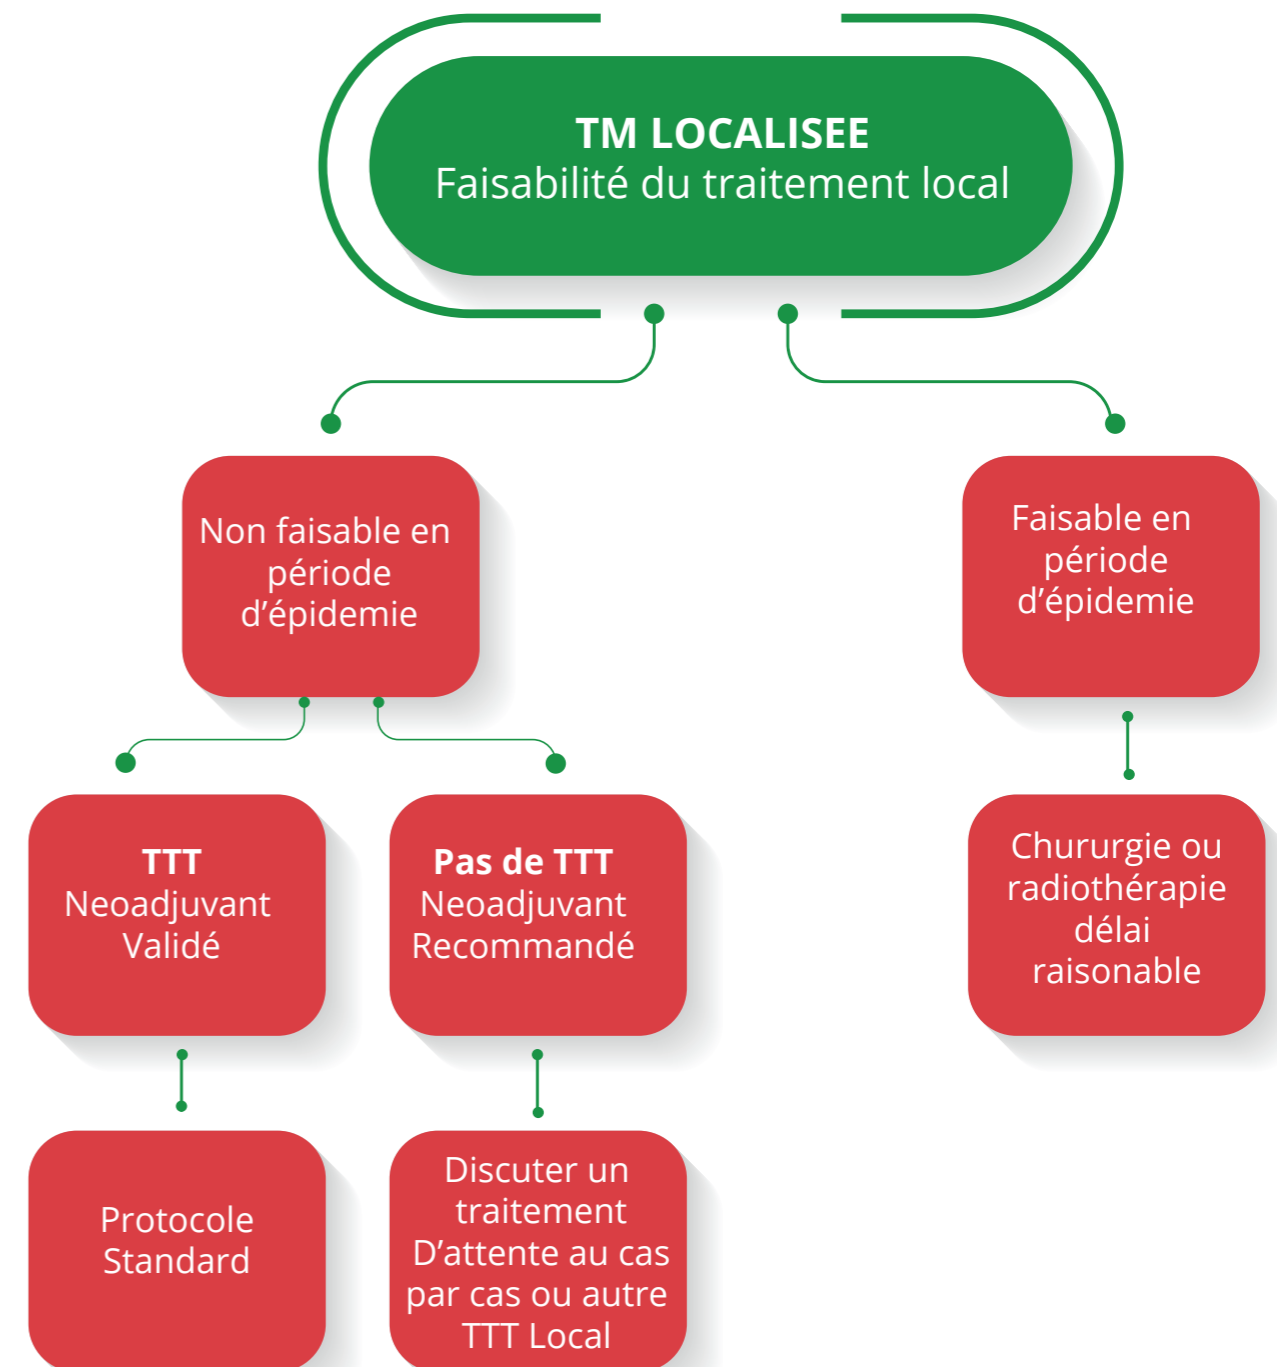 TM LOCALISEE
Faisabilité du traitement local
Non faisable en
période
d’épidemie
Faisable en
période
d’épidemie
TTT
Neoadjuvant
Validé
Pas de TTT
Neoadjuvant
Recommandé
Chururgie ou
radiothérapie
délai
raisonable
Protocole
Standard
Discuter un
traitement
D’attente au cas
par cas ou autre
TTT Local